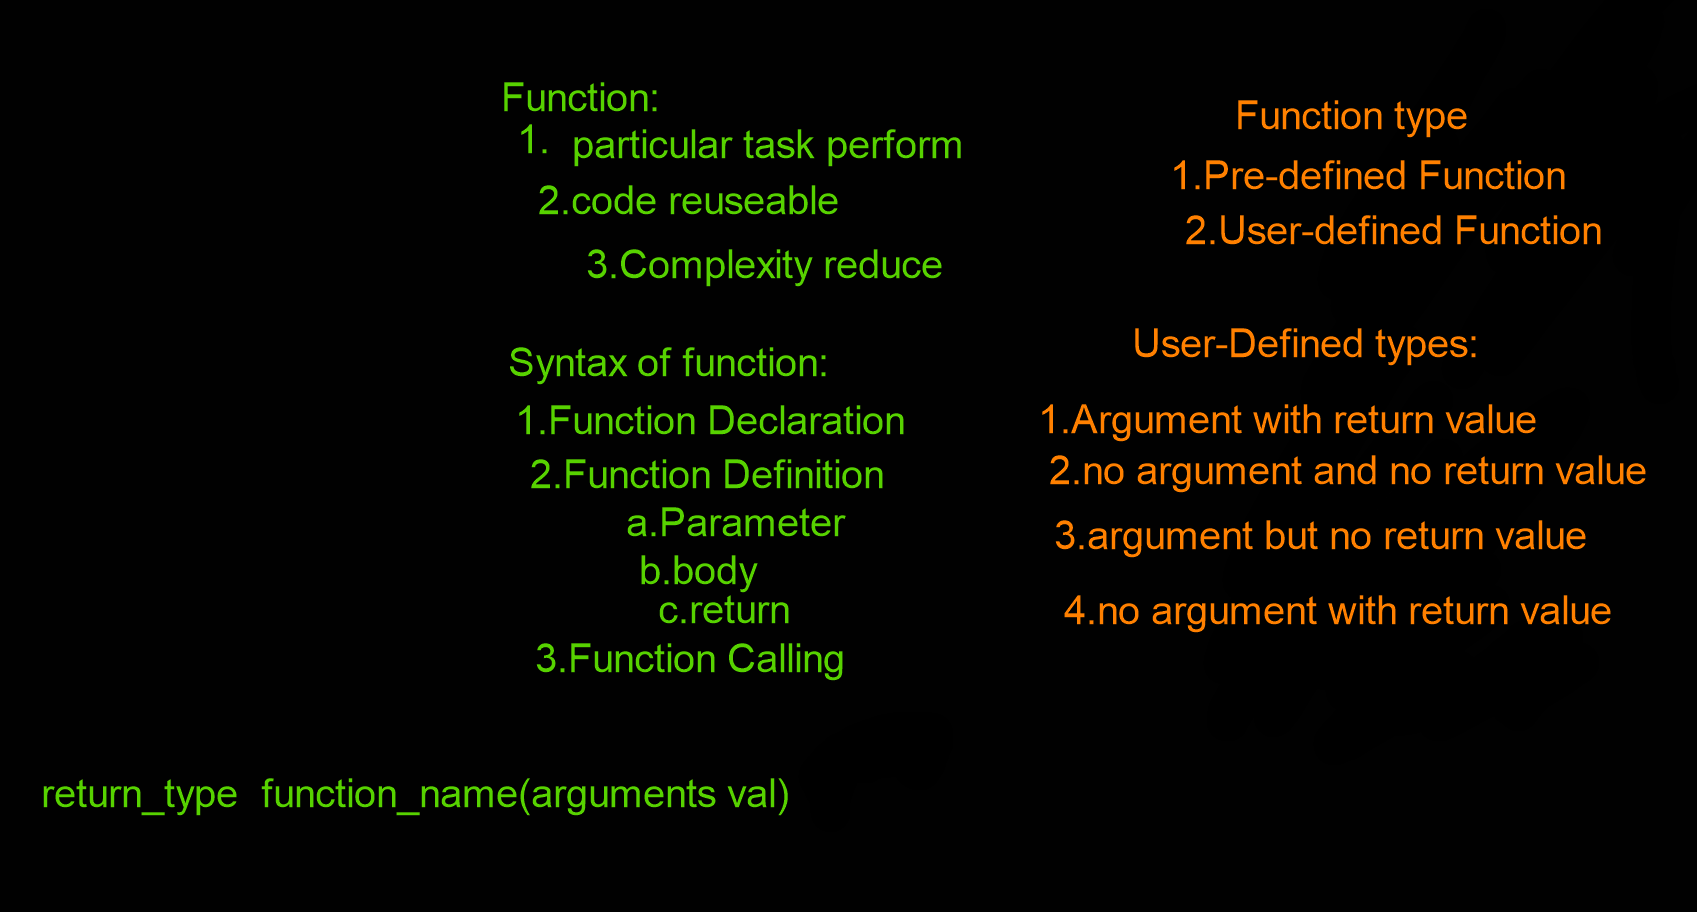 Function:
1. particular task perform
2.code reuseable
3.Complexity reduce
Syntax of function:
1.Function Declaration
2.Function Definition
a.Parameter
b.body
c.return
3.Function Calling
return_type function_name(arguments val)
Function type
1.Pre-defined Function
2.User-defined Function
User-Defined types:
1.Argument with return value
2.no argument and no return value
3.argument but no return value
4.no argument with return value